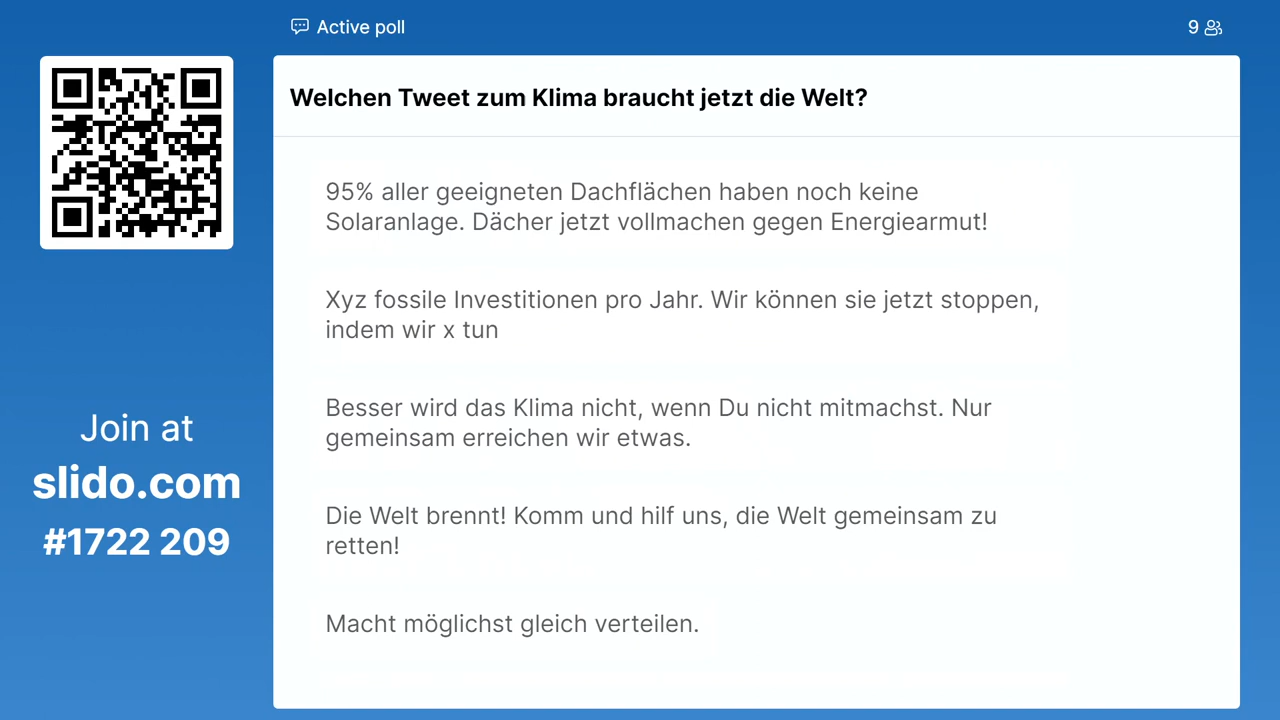 Active poll
9
Welchen Tweet zum Klima braucht jetzt die Welt?
95% aller geeigneten Dachflächen haben noch keine
Solaranlage. Dächer jetzt vollmachen gegen Energiearmut!
Xyz fossile Investitionen pro Jahr. Wir können sie jetzt stoppen,
indem wir x tun
Besser wird das Klima nicht, wenn Du nicht mitmachst. Nur
gemeinsam erreichen wir etwas.
Die Welt brennt! Komm und hilf uns, die Welt gemeinsam zu
retten!
Macht möglichst gleich verteilen.
Join at
slido.com
#1722 209